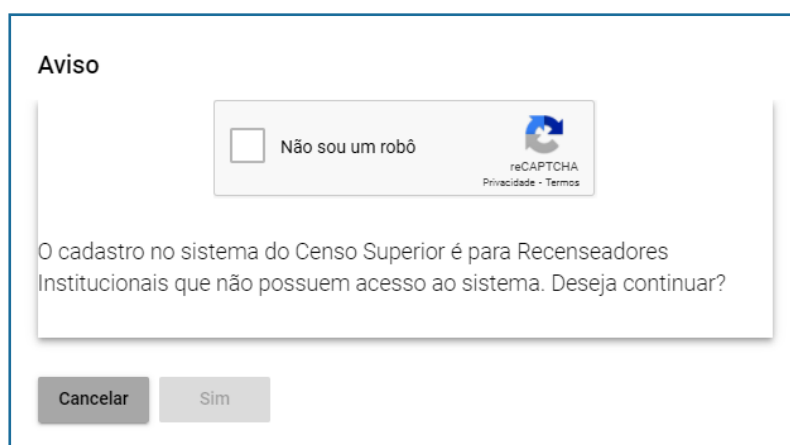 Aviso
Não sou um robô
reCAPTCHA
Privacidade - Termos
O cadastro no sistema do Censo Superior é para Recenseadores
Institucionais que não possuem acesso ao sistema. Deseja continuar?
Cancelar
Sim